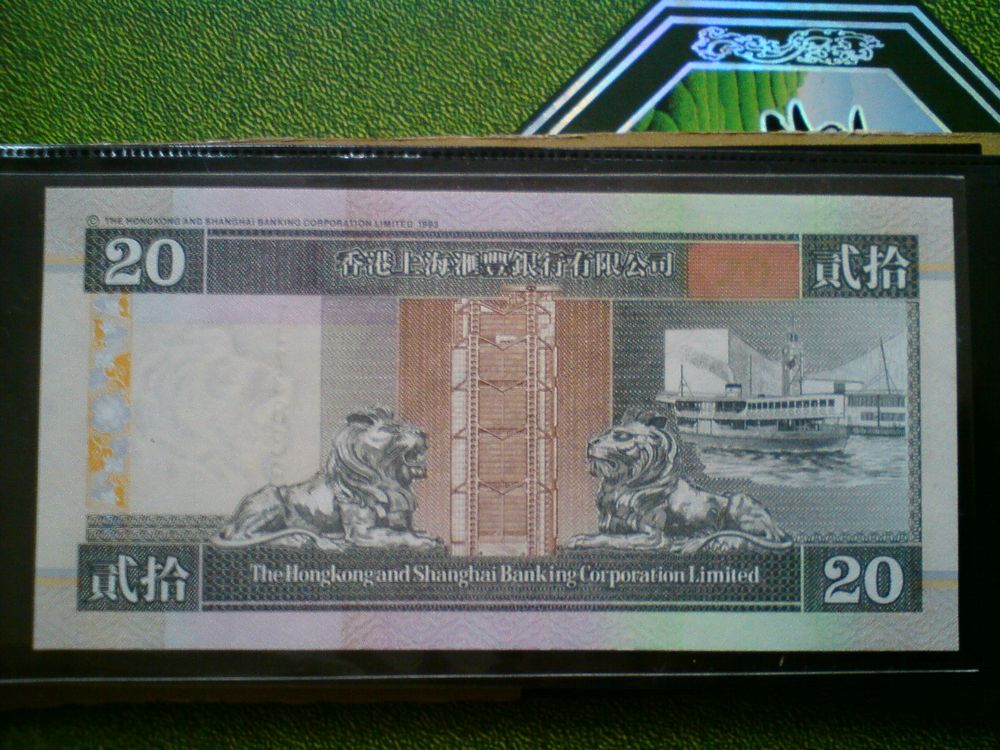 © THE HONGKONG AND SHANGHAI BANKING CORPORATION LIMITED 1993
20 香港上海滙豐銀行有限公司 貳拾
貳拾 The Hongkong and Shanghai Banking Corporation Limited 20